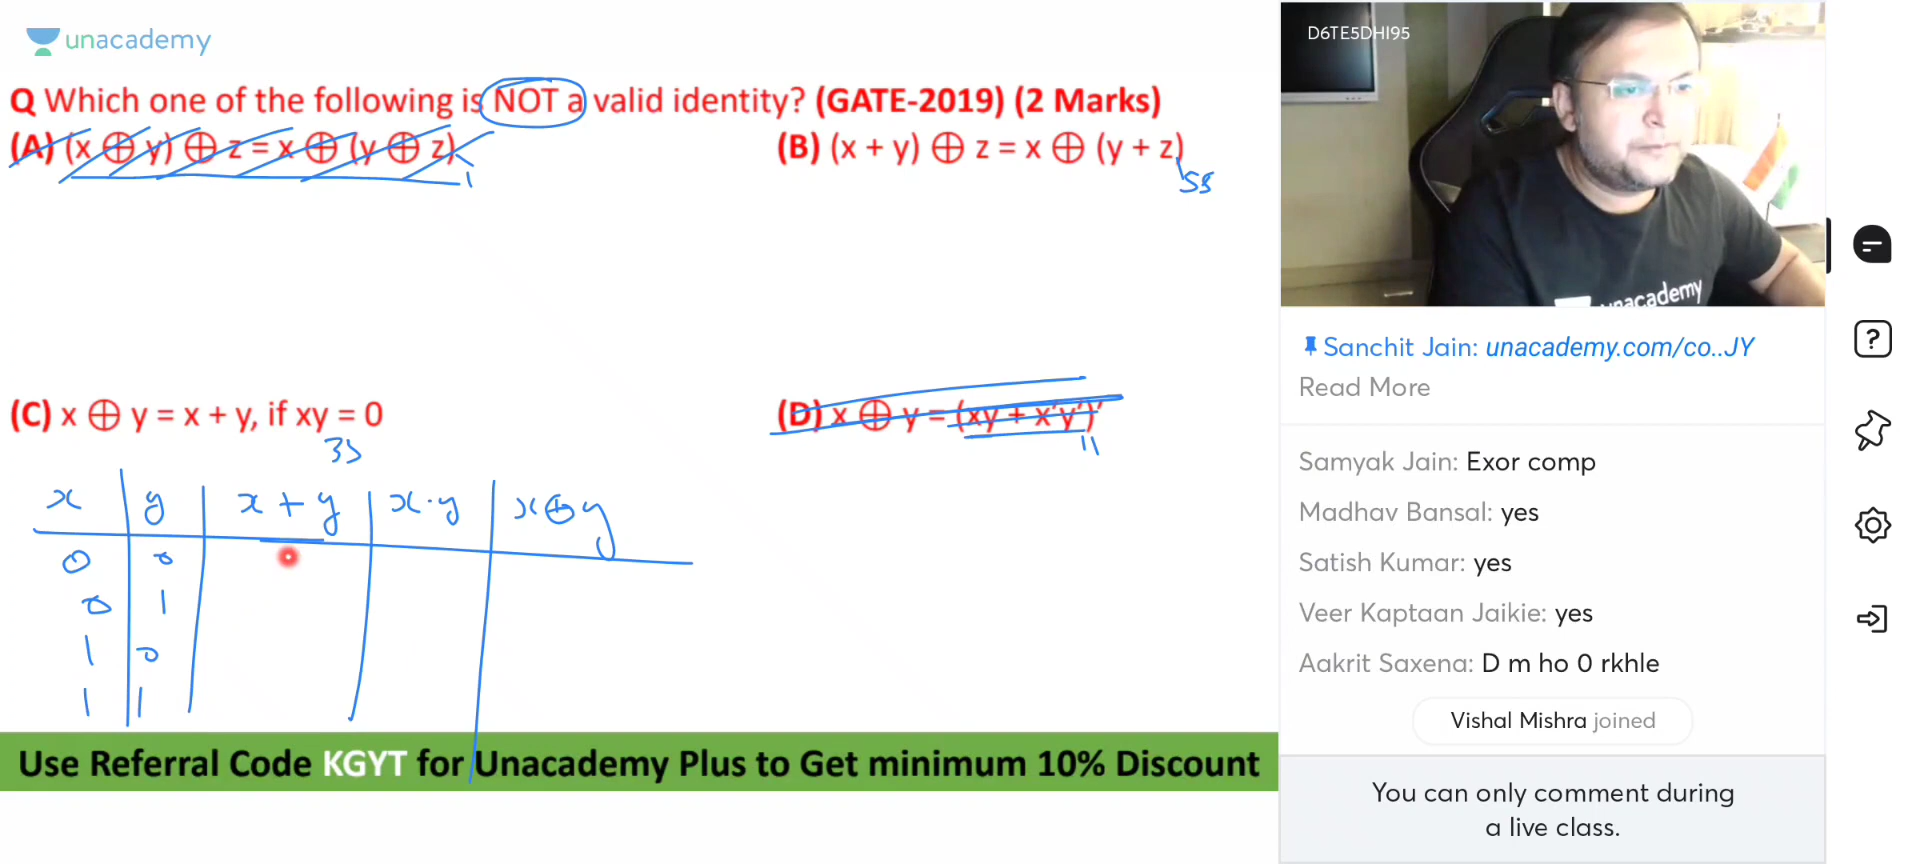 unacademy
Q Which one of the following is NOT a valid identity? (GATE-2019) (2 Marks)
(A) (x ⊕ y) ⊕ z = x ⊕ (y ⊕ z)
(B) (x + y) ⊕ z = x ⊕ (y + z)
58
(C) x ⊕ y = x + y, if xy = 0
(D) x ⊕ y = (xy + x'y')'
11
x y x + y x·y x⊕y
0 0
0 1
1 0
1 1
Use Referral Code KGYT for Unacademy Plus to Get minimum 10% Discount
D6TE5DHI95
unacademy
Sanchit Jain: unacademy.com/co..JY
Read More
Samyak Jain: Exor comp
Madhav Bansal: yes
Satish Kumar: yes
Veer Kaptaan Jaikie: yes
Aakrit Saxena: D m ho 0 rkhle
Vishal Mishra joined
You can only comment during
a live class.
?